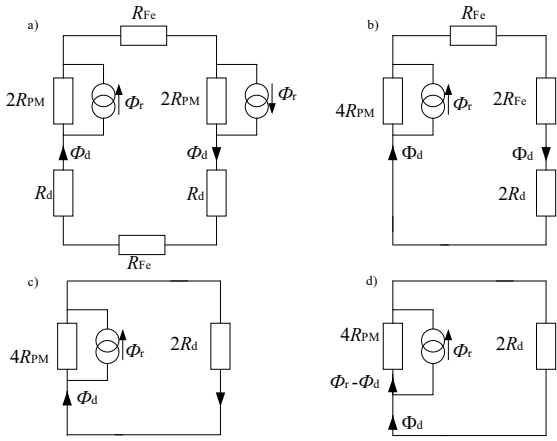 a)
RFe
2RPM
Φr
2RPM
Φr
Φd
Φd
Rd
Rd
RFe
b)
RFe
4RPM
Φr
2RFe
Φd
Φd
2Rd
c)
4RPM
Φr
2Rd
Φd
d)
4RPM
Φr
2Rd
Φr -Φd
Φd